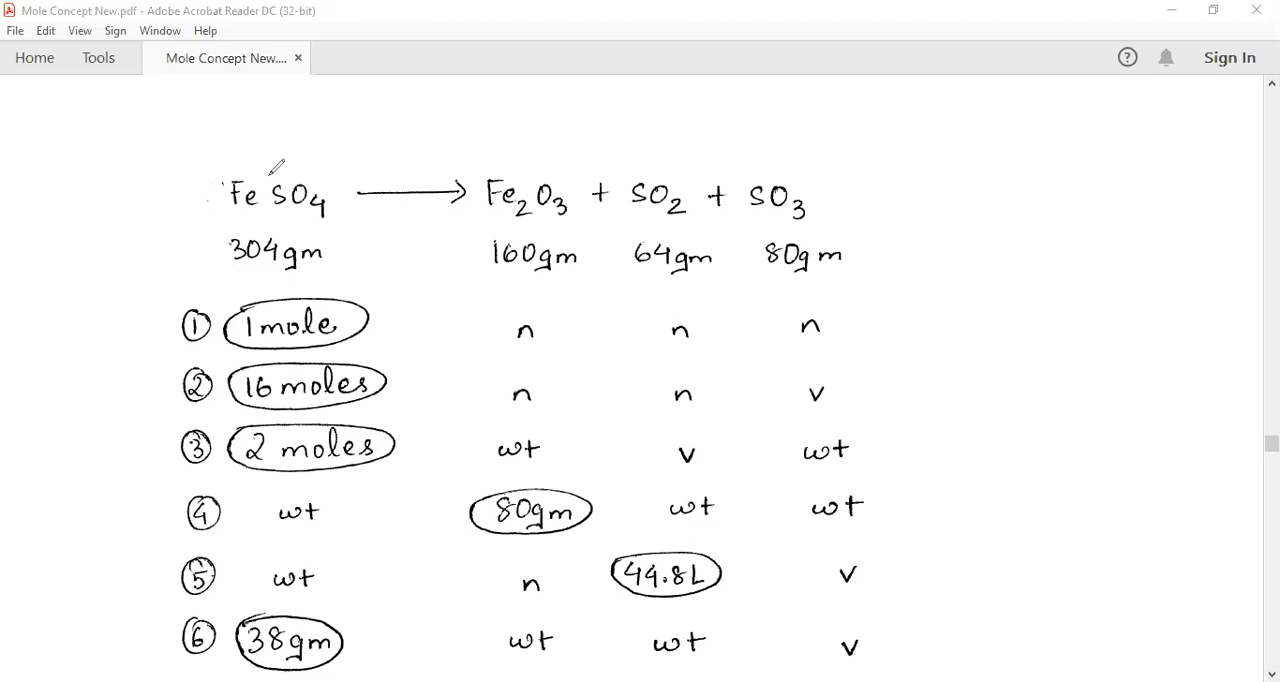 Mole Concept New.pdf - Adobe Acrobat Reader DC (32-bit)
File Edit View Sign Window Help
Home Tools Mole Concept New.... × Sign In
FeSO4 → Fe2O3 + SO2 + SO3
304gm 160gm 64gm 80gm
① 1mole n n n
② 16 moles n n v
③ 2 moles wt v wt
④ wt 80gm wt wt
⑤ wt n 44.8L v
⑥ 38gm wt wt v